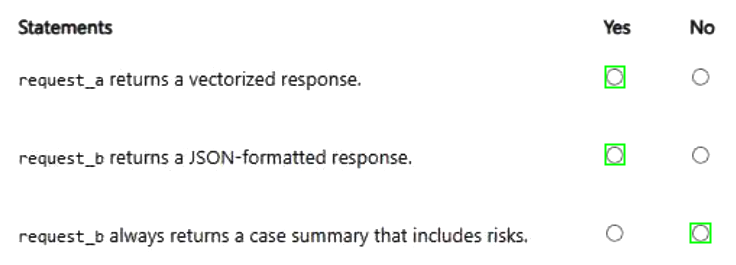 Statements Yes No
request_a returns a vectorized response.
request_b returns a JSON-formatted response.
request_b always returns a case summary that includes risks.